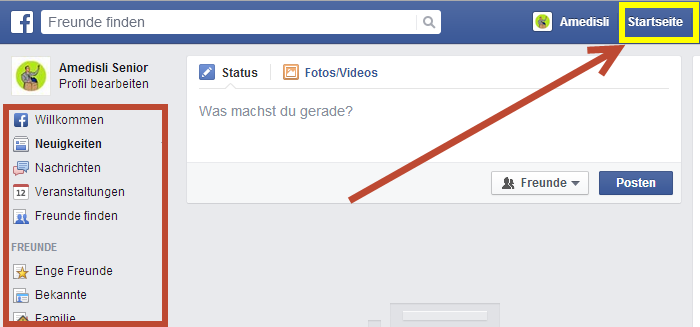 Freunde finden
Amedisli
Startseite
Amedisli Senior
Profil bearbeiten
Willkommen
Neuigkeiten
Nachrichten
12
Veranstaltungen
Freunde finden
FREUNDE
Enge Freunde
Bekannte
Familie
Status
Fotos/Videos
Was machst du gerade?
Freunde
Posten